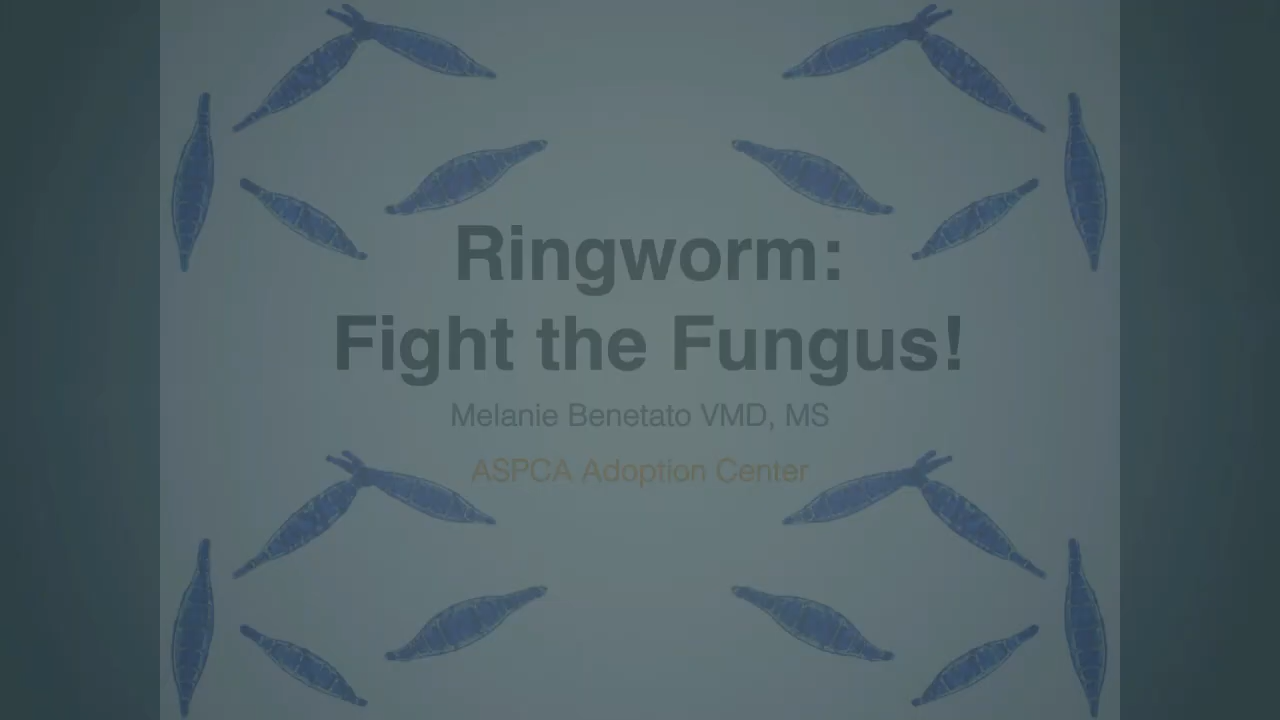 Ringworm:
Fight the Fungus!
Melanie Benetato VMD, MS
ASPCA Adoption Center